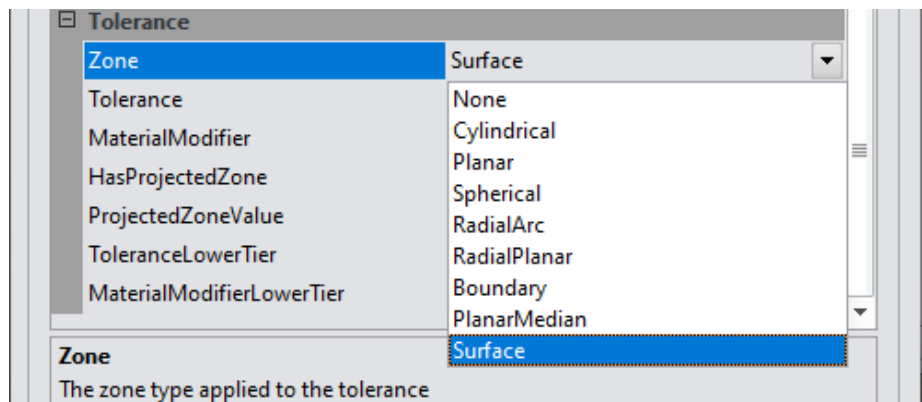 Tolerance
Zone Surface
Tolerance None
MaterialModifier Cylindrical
HasProjectedZone Planar
ProjectedZoneValue Spherical
ToleranceLowerTier RadialArc
MaterialModifierLowerTier RadialPlanar
Boundary
PlanarMedian
Surface
Zone
The zone type applied to the tolerance